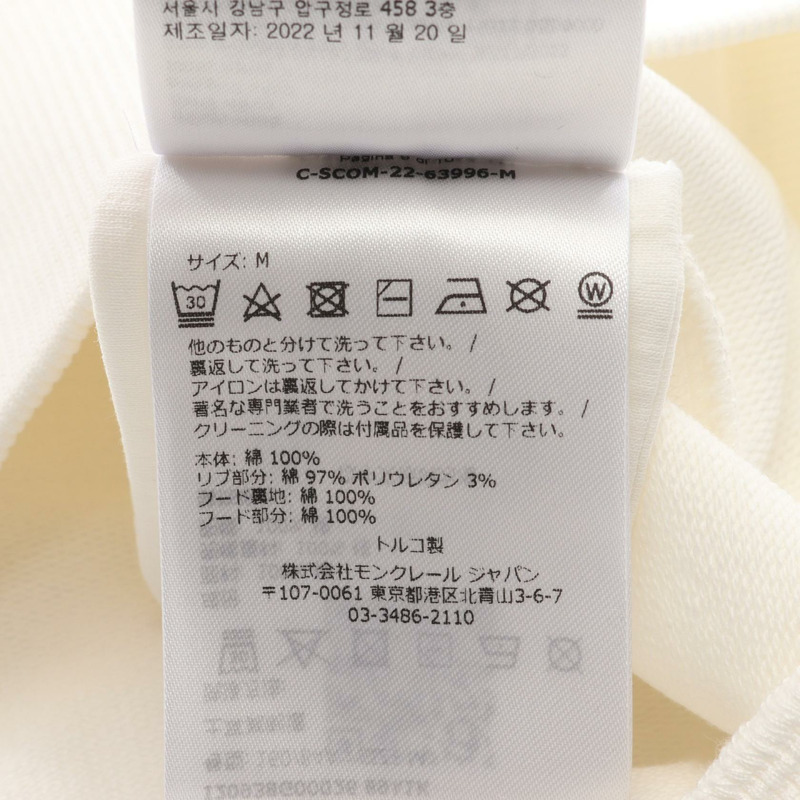 서울시 강남구 압구정로 458 3층
제조일자: 2022 년 11 월 20 일
C-SCOM-22-63996-M
サイズ: M
30
W
他のものと分けて洗って下さい。 /
裏返して洗って下さい。 /
アイロンは裏返してかけて下さい。 /
著名な専門業者で洗うことをおすすめします。 /
クリーニングの際は付属品を保護して下さい。
本体: 綿 100%
リブ部分: 綿 97% ポリウレタン 3%
フード裏地: 綿 100%
フード部分: 綿 100%
トルコ製
株式会社モンクレール ジャパン
〒107-0061 東京都港区北青山3-6-7
03-3486-2110